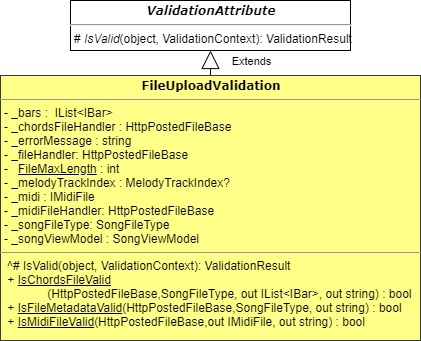 ValidationAttribute
# IsValid(object, ValidationContext): ValidationResult
Extends
FileUploadValidation
- _bars : IList<IBar>
- _chordsFileHandler : HttpPostedFileBase
- _errorMessage : string
- _fileHandler: HttpPostedFileBase
- FileMaxLength : int
- _melodyTrackIndex : MelodyTrackIndex?
- _midi : IMidiFile
- _midiFileHandler: HttpPostedFileBase
- _songFileType: SongFileType
- _songViewModel : SongViewModel
^# IsValid(object, ValidationContext): ValidationResult
+ IsChordsFileValid
(HttpPostedFileBase,SongFileType, out IList<IBar>, out string) : bool
+ IsFileMetadataValid(HttpPostedFileBase,SongFileType, out string) : bool
+ IsMidiFileValid(HttpPostedFileBase,out IMidiFile, out string) : bool